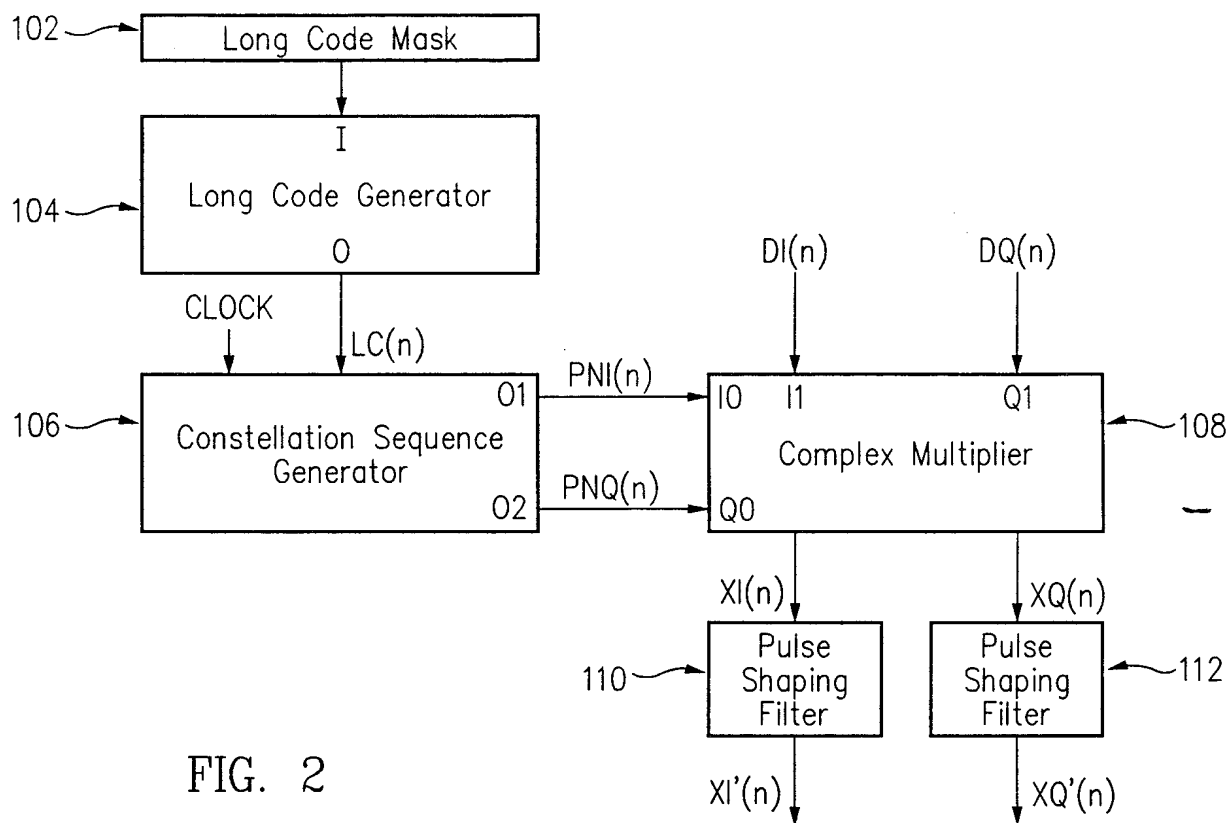 102
Long Code Mask
I
104
Long Code Generator
O
DI(n)
DQ(n)
CLOCK
LC(n)
O1
PNI(n)
I0
I1
Q1
106
Constellation Sequence
Generator
Complex Multiplier
108
O2
PNQ(n)
Q0
XI(n)
XQ(n)
110
Pulse
Shaping
Filter
Pulse
Shaping
Filter
112
FIG. 2
XI'(n)
XQ'(n)